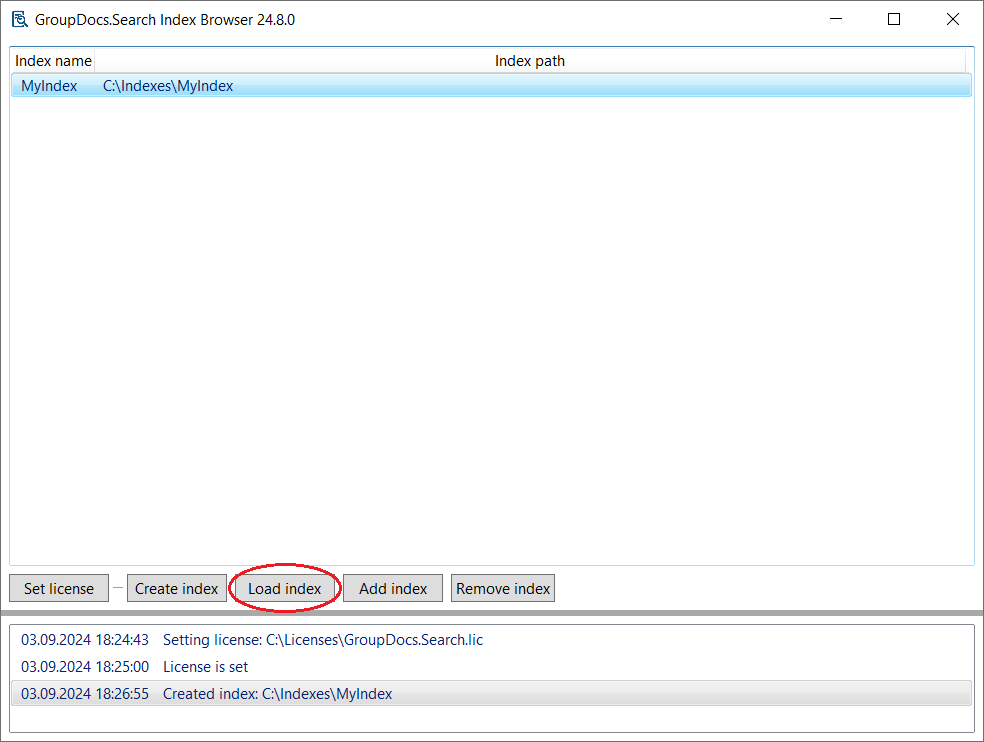 GroupDocs.Search Index Browser 24.8.0
Index name Index path
MyIndex C:\Indexes\MyIndex
Set license Create index Load index Add index Remove index
03.09.2024 18:24:43 Setting license: C:\Licenses\GroupDocs.Search.lic
03.09.2024 18:25:00 License is set
03.09.2024 18:26:55 Created index: C:\Indexes\MyIndex